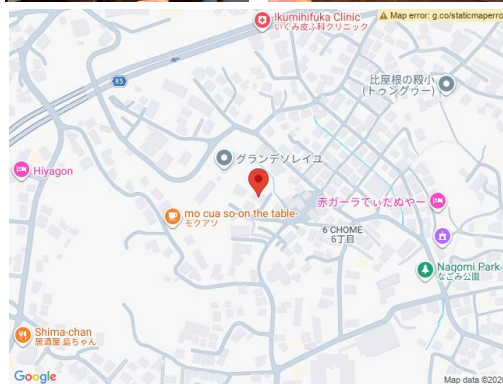 Ikumihifuka Clinic
いくみ皮ふ科クリニック
Map error: g.co/staticmaperro
85
比屋根の殿小
(トゥングヮー)
グランデソレイユ
Hiyagon
赤ガーラてぃだぬやー
mo cua so-on the table-
モクアソ
6 CHOME
6丁目
Nagomi Park
なごみ公園
Shima-chan
居酒屋 島ちゃん
Google
Map data ©202